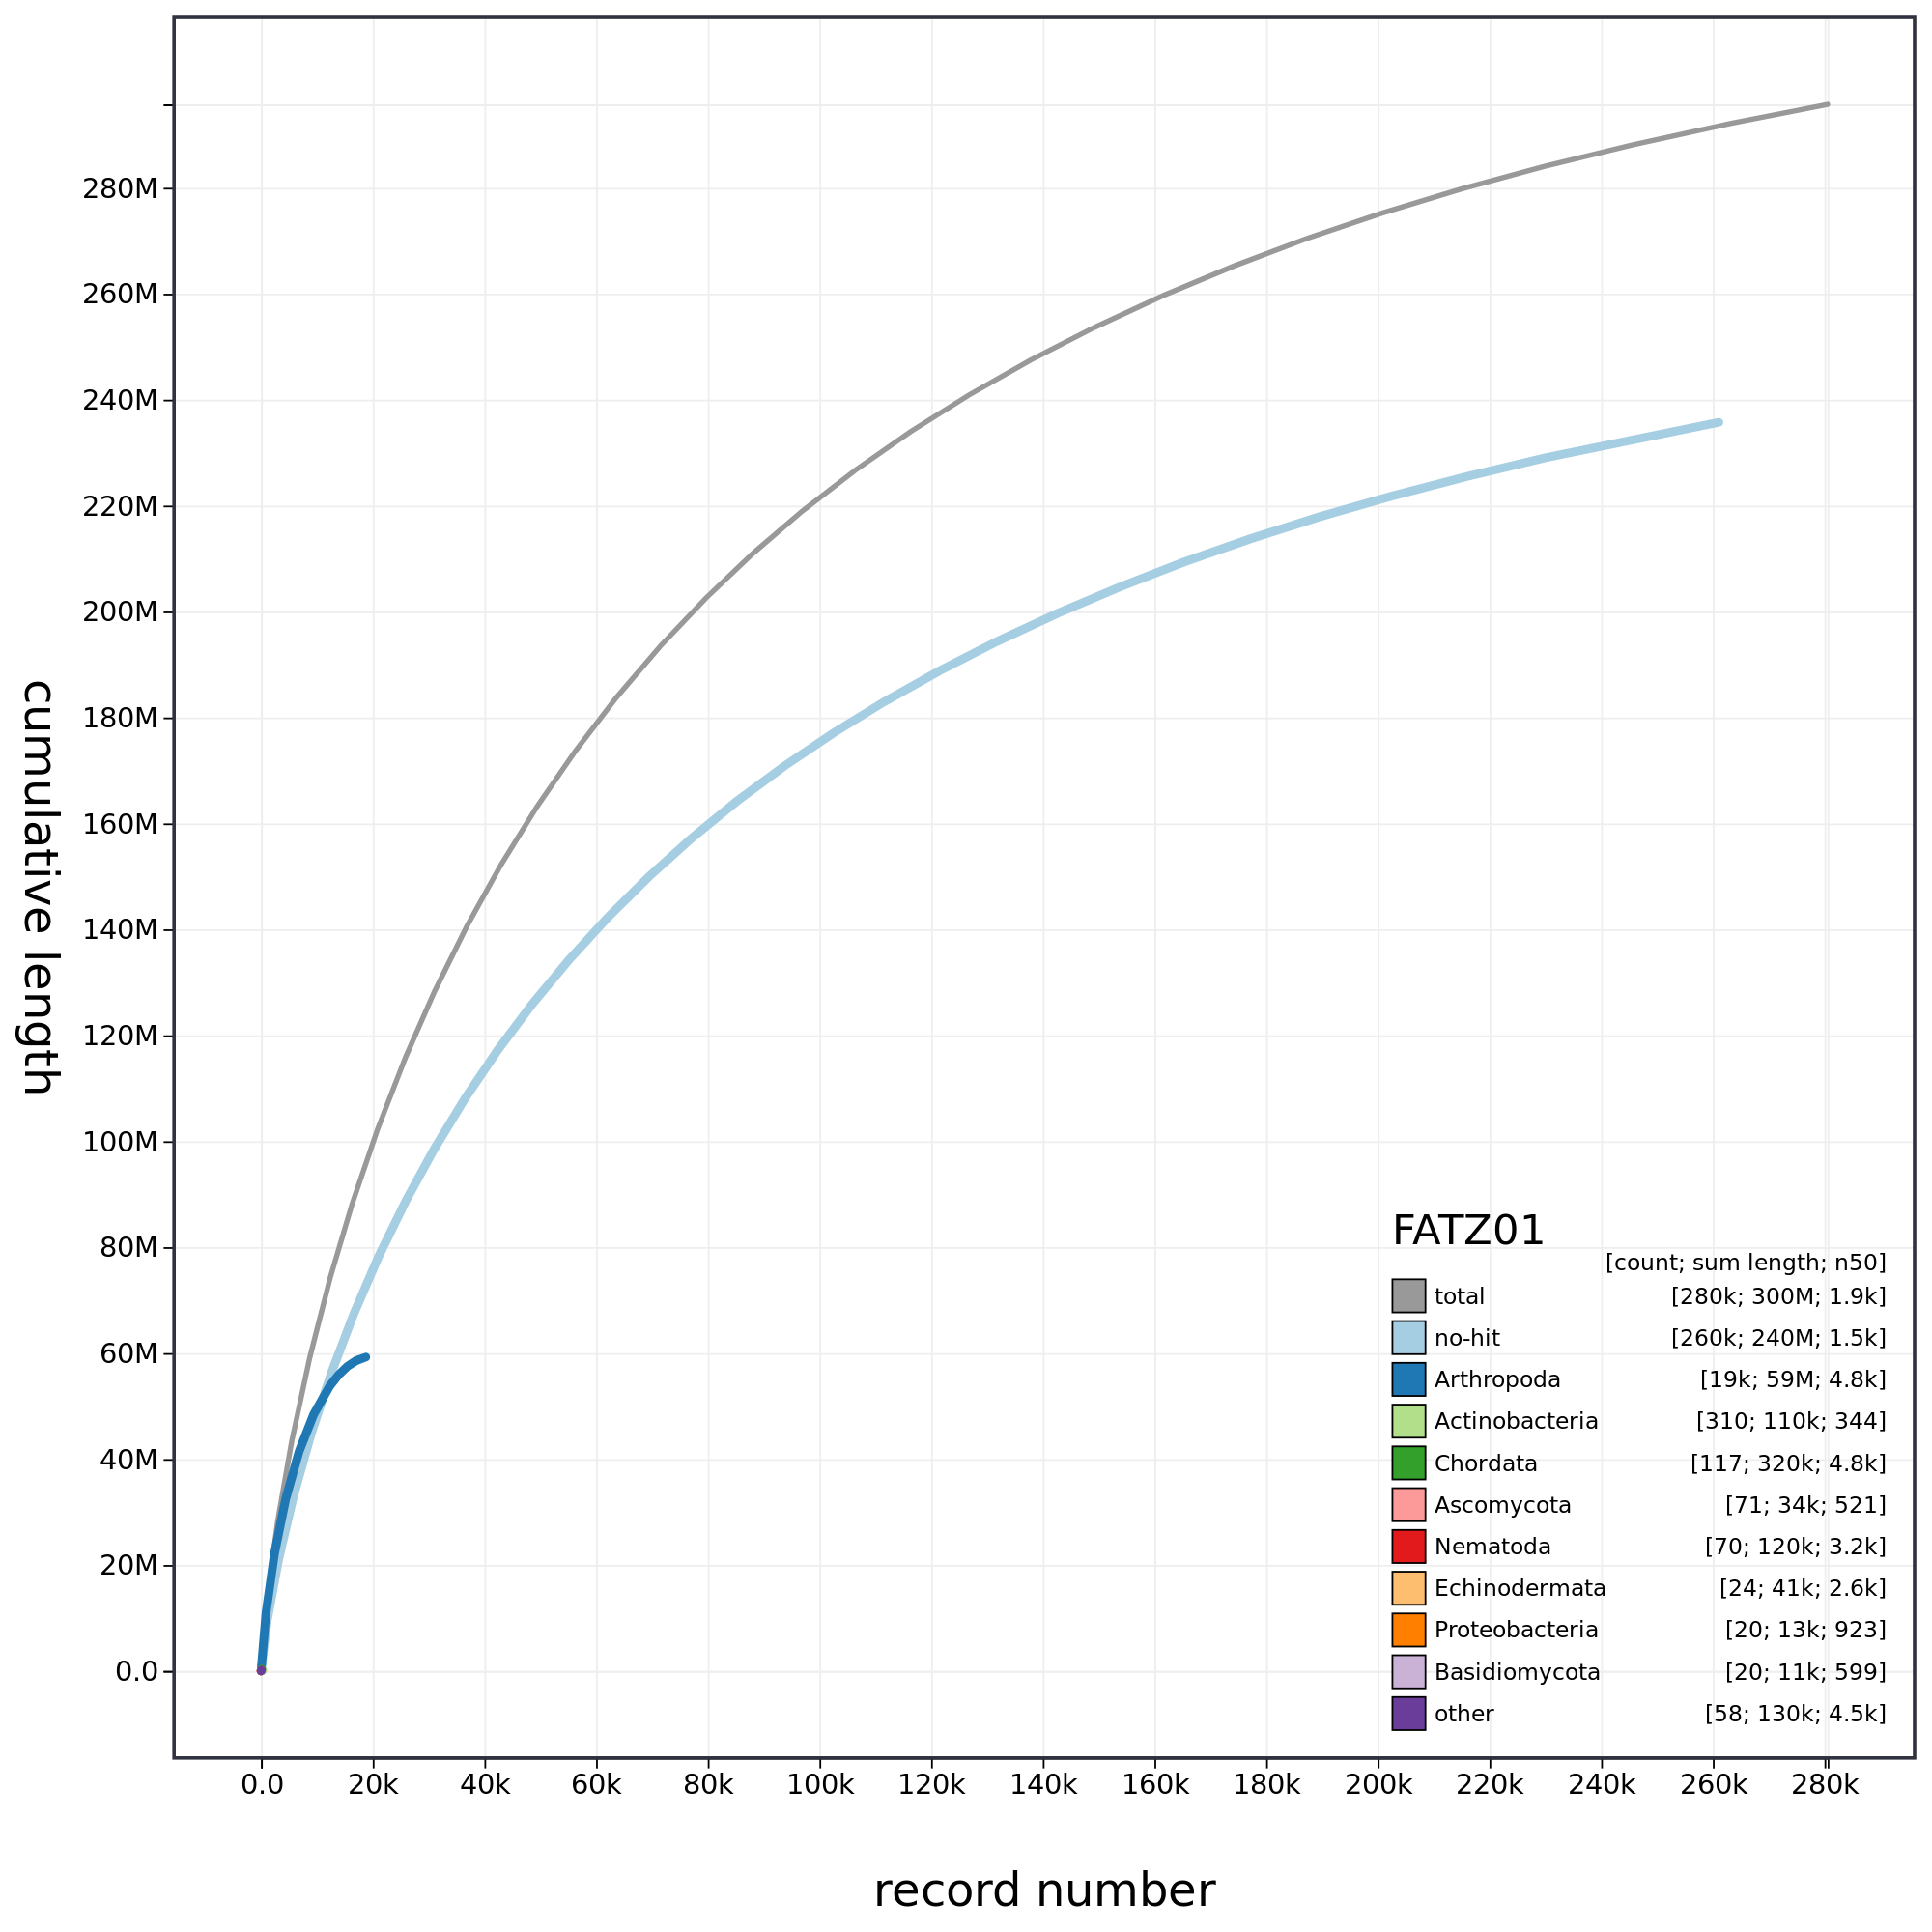 280M
260M
240M
220M
200M
180M
160M
140M
120M
100M
80M
60M
40M
20M
0.0
cumulative length
FATZ01
[count; sum length; n50]
total [280k; 300M; 1.9k]
no-hit [260k; 240M; 1.5k]
Arthropoda [19k; 59M; 4.8k]
Actinobacteria [310; 110k; 344]
Chordata [117; 320k; 4.8k]
Ascomycota [71; 34k; 521]
Nematoda [70; 120k; 3.2k]
Echinodermata [24; 41k; 2.6k]
Proteobacteria [20; 13k; 923]
Basidiomycota [20; 11k; 599]
other [58; 130k; 4.5k]
0.0 20k 40k 60k 80k 100k 120k 140k 160k 180k 200k 220k 240k 260k 280k
record number